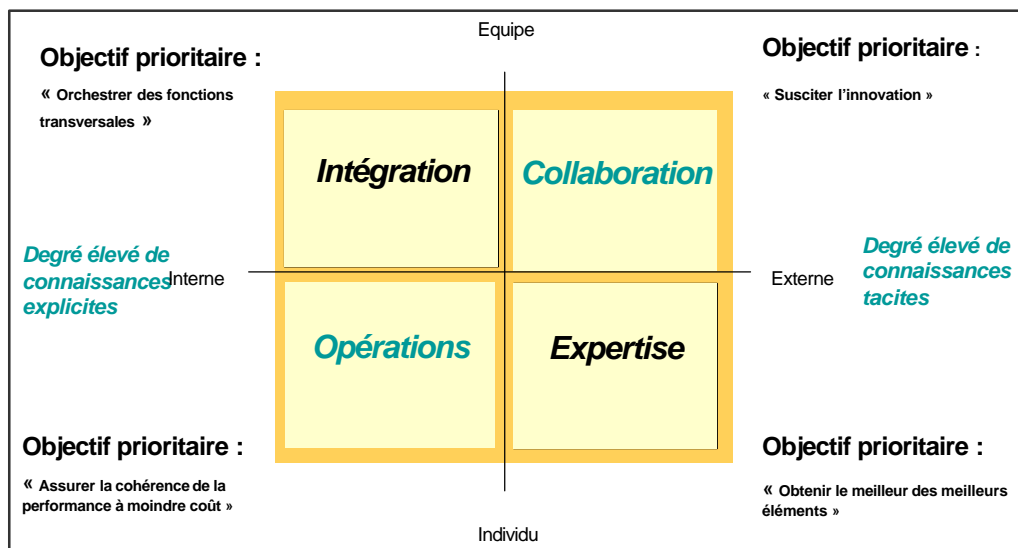 Equipe
Objectif prioritaire :
« Orchestrer des fonctions
transversales »
Objectif prioritaire :
« Susciter l’innovation »
Intégration
Collaboration
Degré élevé de
connaissances
explicites
Interne
Externe
Degré élevé de
connaissances
tacites
Opérations
Expertise
Objectif prioritaire :
« Assurer la cohérence de la
performance à moindre coût »
Objectif prioritaire :
« Obtenir le meilleur des meilleurs
éléments »
Individu